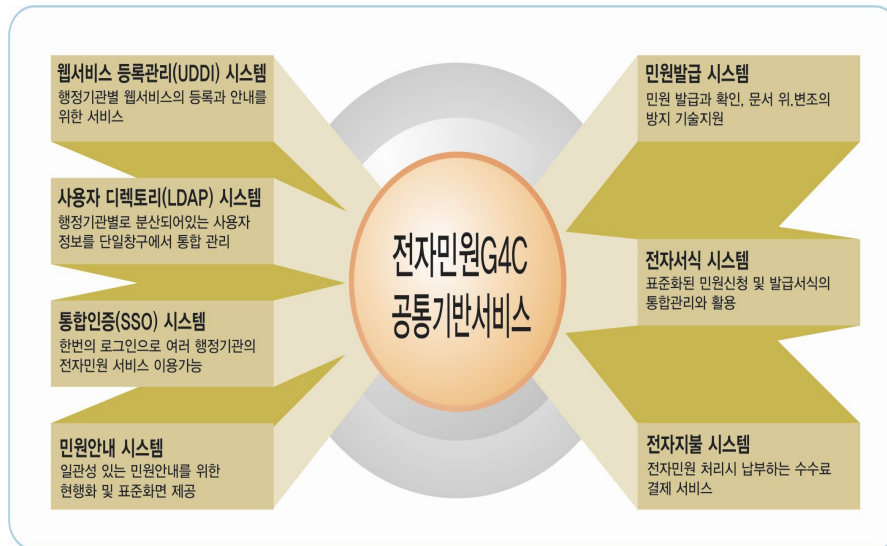 웹서비스 등록관리(UDDI) 시스템
행정기관별 웹서비스의 등록과 안내를
위한 서비스
사용자 디렉토리(LDAP) 시스템
행정기관별로 분산되어있는 사용자
정보를 단일창구에서 통합 관리
통합인증(SSO) 시스템
한번의 로그인으로 여러 행정기관의
전자민원 서비스 이용가능
민원안내 시스템
일관성 있는 민원안내를 위한
현행화 및 표준화면 제공
전자민원G4C
공통기반서비스
민원발급 시스템
민원 발급과 확인, 문서 위.변조의
방지 기술지원
전자서식 시스템
표준화된 민원신청 및 발급서식의
통합관리와 활용
전자지불 시스템
전자민원 처리시 납부하는 수수료
결제 서비스